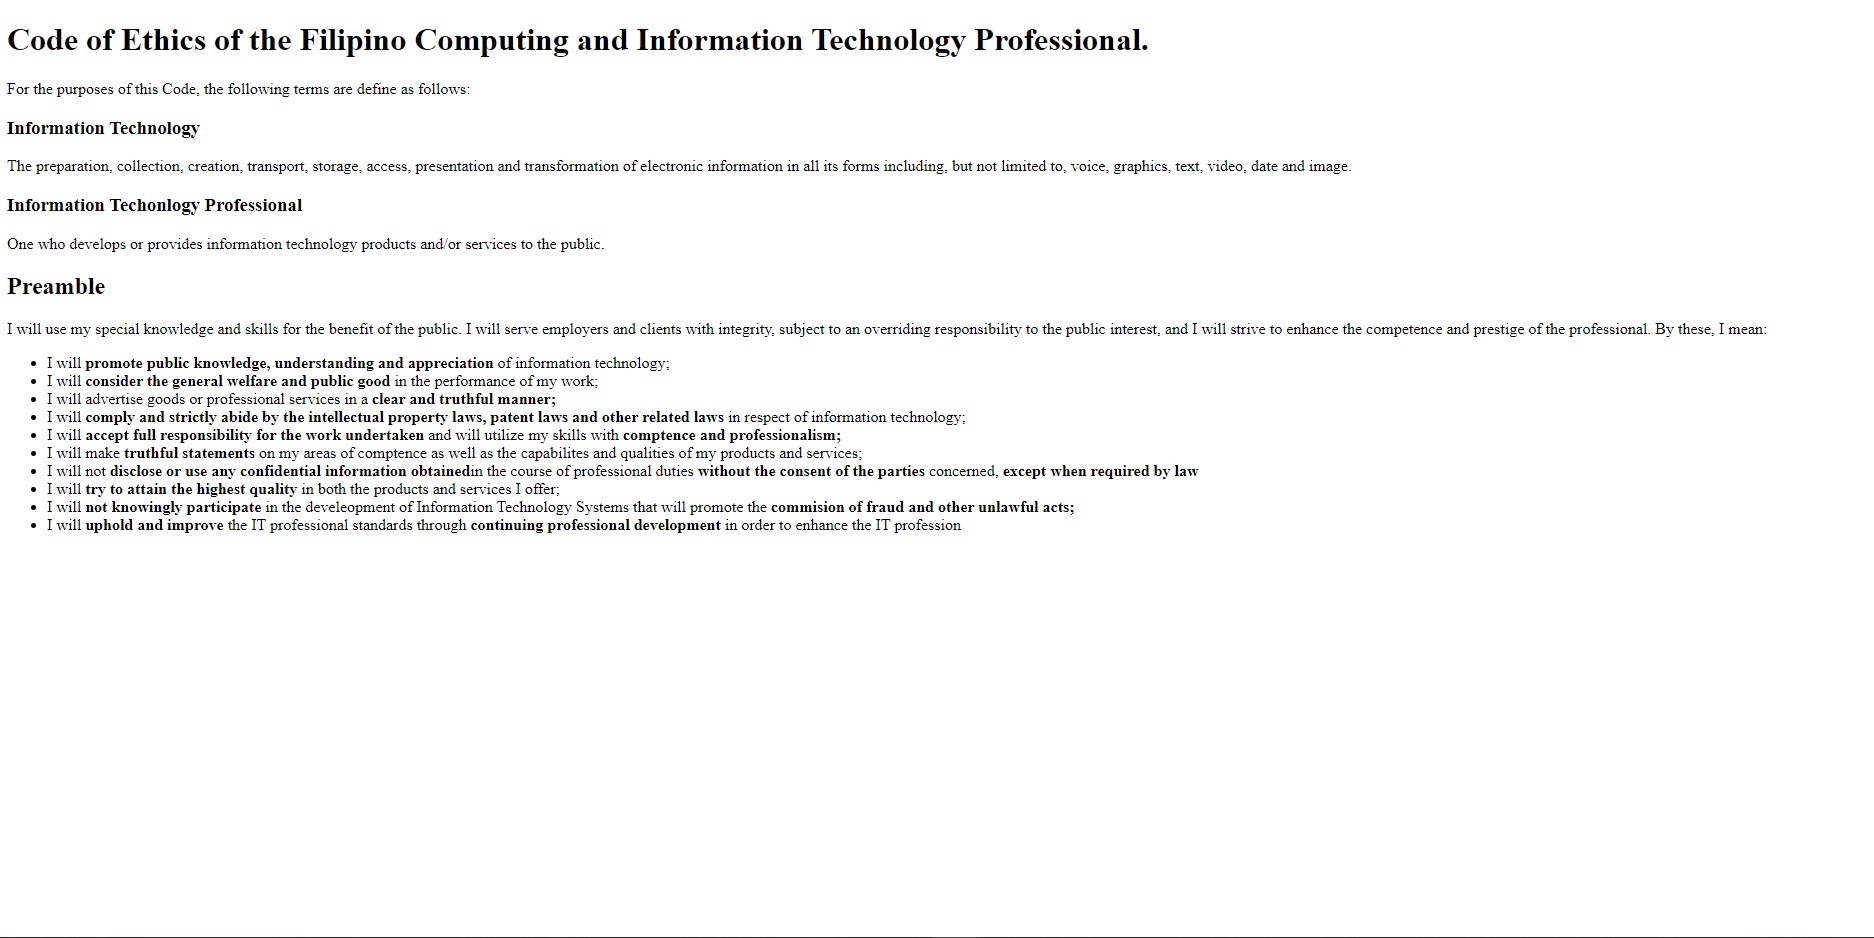 Code of Ethics of the Filipino Computing and Information Technology Professional.
For the purposes of this Code, the following terms are define as follows:
Information Technology
The preparation, collection, creation, transport, storage, access, presentation and transformation of electronic information in all its forms including, but not limited to, voice, graphics, text, video, date and image.
Information Techonlogy Professional
One who develops or provides information technology products and/or services to the public.
Preamble
I will use my special knowledge and skills for the benefit of the public. I will serve employers and clients with integrity, subject to an overriding responsibility to the public interest, and I will strive to enhance the competence and prestige of the professional. By these, I mean:
• I will promote public knowledge, understanding and appreciation of information technology;
• I will consider the general welfare and public good in the performance of my work;
• I will advertise goods or professional services in a clear and truthful manner;
• I will comply and strictly abide by the intellectual property laws, patent laws and other related laws in respect of information technology;
• I will accept full responsibility for the work undertaken and will utilize my skills with comptence and professionalism;
• I will make truthful statements on my areas of comptence as well as the capabilites and qualities of my products and services;
• I will not disclose or use any confidential information obtainedin the course of professional duties without the consent of the parties concerned, except when required by law
• I will try to attain the highest quality in both the products and services I offer;
• I will not knowingly participate in the develeopment of Information Technology Systems that will promote the commision of fraud and other unlawful acts;
• I will uphold and improve the IT professional standards through continuing professional development in order to enhance the IT profession